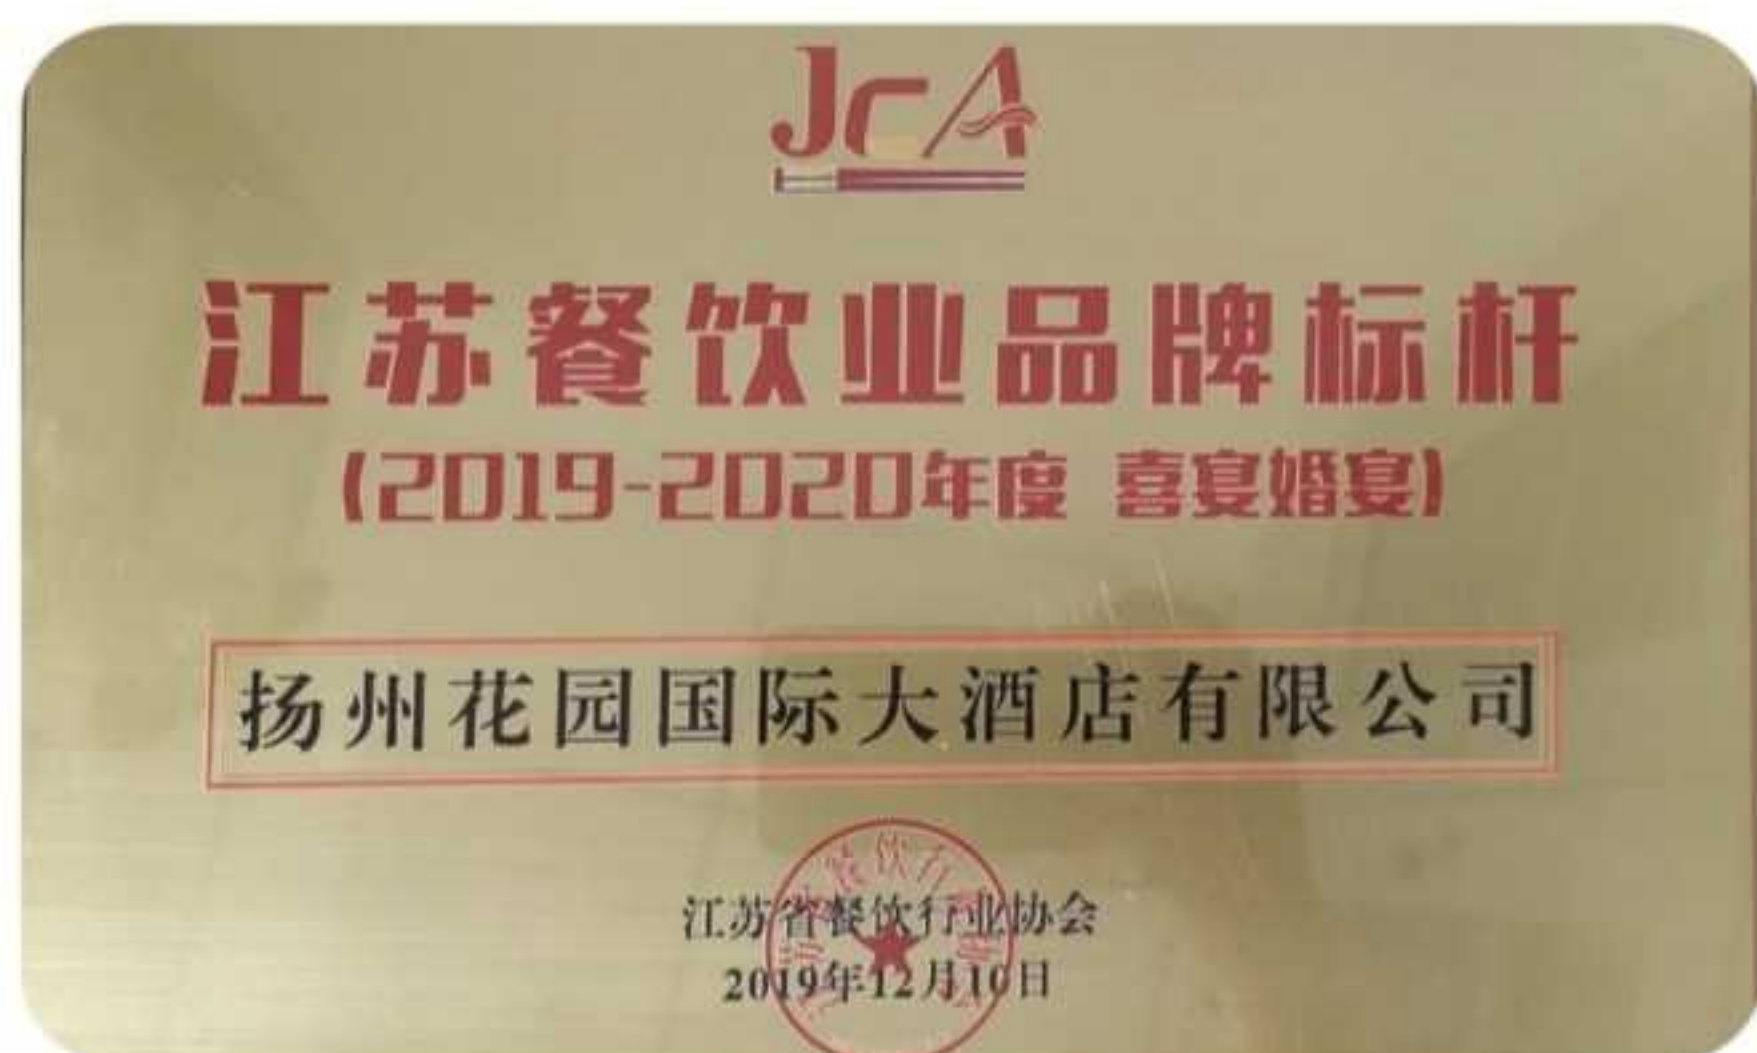 JCA
江苏餐饮业品牌标杆
(2019-2020年度 喜宴婚宴)
扬州花园国际大酒店有限公司
江苏省餐饮行业协会
2019年12月10日